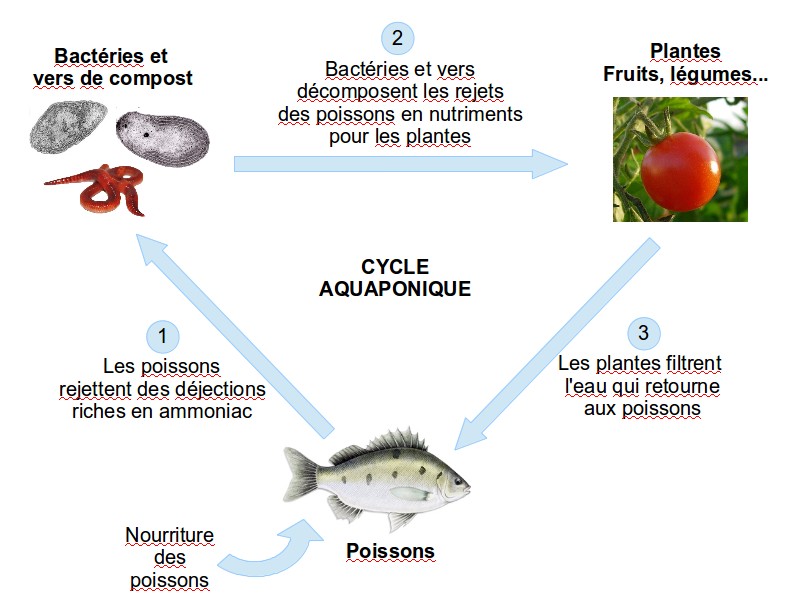 Bactéries et
vers de compost
2
Bactéries et vers
décomposent les rejets
des poissons en nutriments
pour les plantes
Plantes
Fruits, légumes...
CYCLE
AQUAPONIQUE
1
Les poissons
rejettent des déjections
riches en ammoniac
3
Les plantes filtrent
l'eau qui retourne
aux poissons
Nourriture
des
poissons
Poissons